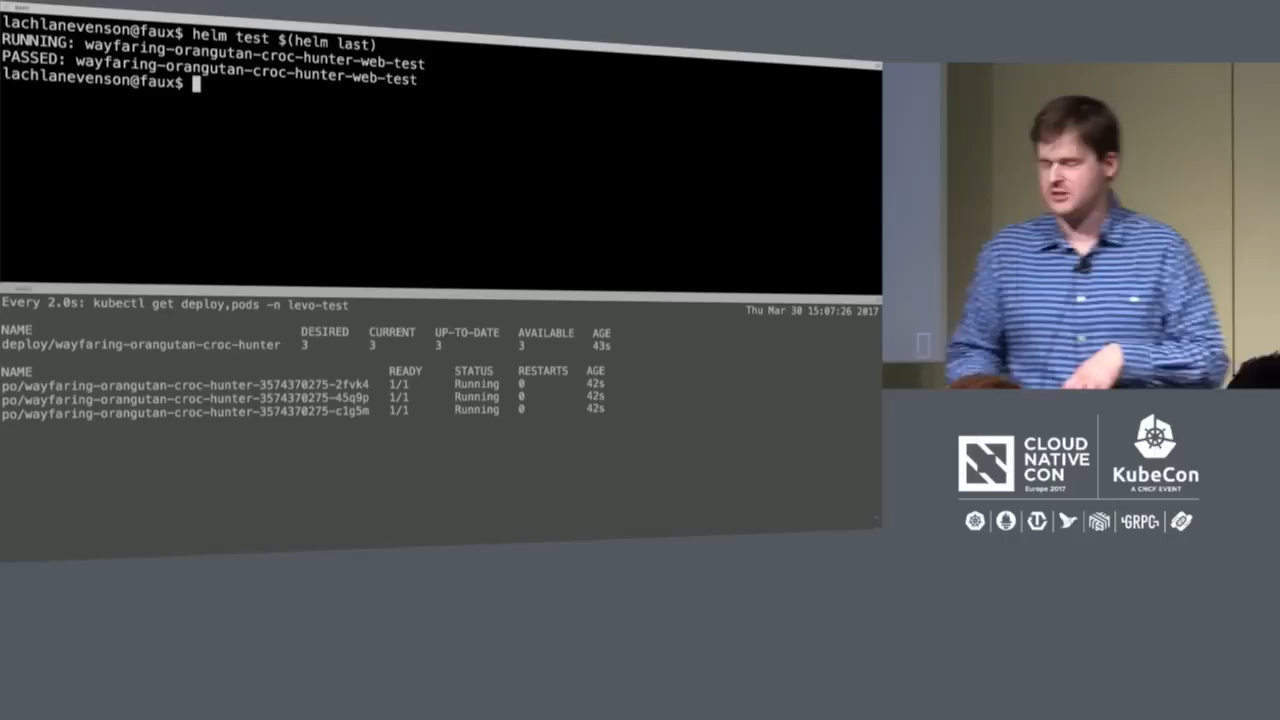 lachlanevenson@faux$ helm test $(helm last)
RUNNING: wayfaring-orangutan-croc-hunter-web-test
PASSED: wayfaring-orangutan-croc-hunter-web-test
lachlanevenson@faux$
Every 2.0s: kubectl get deploy,pods -n levo-test
Thu Mar 30 15:07:26 2017
NAME DESIRED CURRENT UP-TO-DATE AVAILABLE AGE
deploy/wayfaring-orangutan-croc-hunter 3 3 3 3 43s
NAME READY STATUS RESTARTS AGE
po/wayfaring-orangutan-croc-hunter-3574370275-2fvk4 1/1 Running 0 42s
po/wayfaring-orangutan-croc-hunter-3574370275-45q9p 1/1 Running 0 42s
po/wayfaring-orangutan-croc-hunter-3574370275-c1g5m 1/1 Running 0 42s
CLOUD
NATIVE
CON
Europe 2017
KubeCon
A CNCF EVENT
GRPC